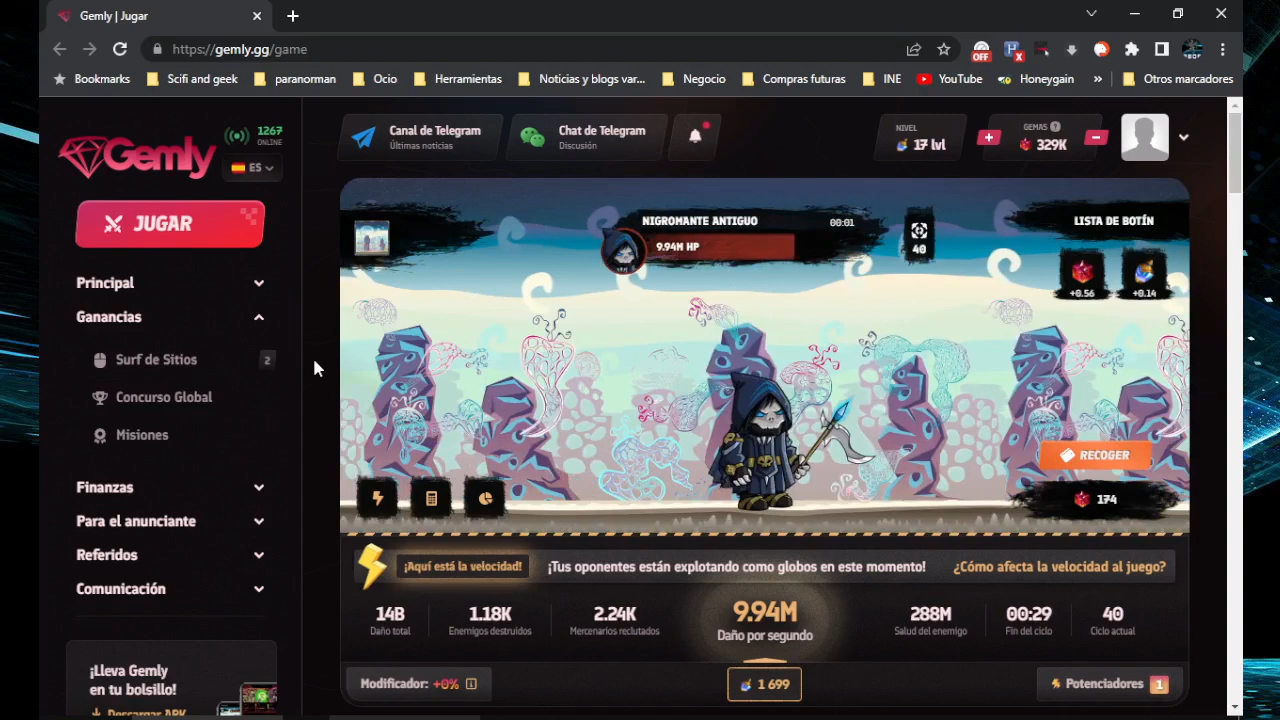 Gemly | Jugar
https://gemly.gg/game
OFF
Bookmarks
Scifi and geek
paranorman
Ocio
Herramientas
Noticias y blogs var...
Negocio
Compras futuras
INE
YouTube
Honeygain
»
Otros marcadores
Gemly
1267
ONLINE
ES
Canal de Telegram
Últimas noticias
Chat de Telegram
Discusión
NIVEL
17 lvl
GEMAS
329K
JUGAR
Principal
Ganancias
Surf de Sitios
2
Concurso Global
Misiones
Finanzas
Para el anunciante
Referidos
Comunicación
¡Lleva Gemly
en tu bolsillo!
Descargar APK
NIGROMANTE ANTIGUO
00:01
9.94M HP
40
LISTA DE BOTÍN
+0.56
+0.14
RECOGER
174
¡Aquí está la velocidad!
¡Tus oponentes están explotando como globos en este momento!
¿Cómo afecta la velocidad al juego?
14B
Daño total
1.18K
Enemigos destruidos
2.24K
Mercenarios reclutados
9.94M
Daño por segundo
288M
Salud del enemigo
00:29
Fin del ciclo
40
Ciclo actual
Modificador: +0%
1 699
Potenciadores
1